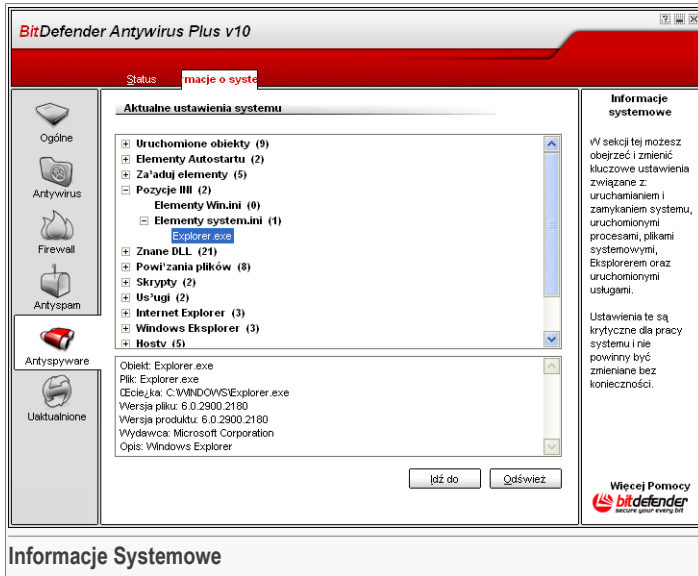 BitDefender Antywirus Plus v10
Status
rmacje o syste
Aktualne ustawienia systemu
Ogólne
Antywirus
Firewall
Antyspam
Antyspyware
Uaktualnione
Uruchomione obiekty (9)
Elementy Autostartu (2)
Za³aduj elementy (5)
Pozycje INI (2)
Elementy Win.ini (0)
Elementy system.ini (1)
Explorer.exe
Znane DLL (21)
Powi'zania plików (8)
Skrypty (2)
Us³ugi (2)
Internet Explorer (3)
Windows Eksplorer (3)
Hosty (5)
Obiekt: Explorer.exe
Plik: Explorer.exe
Œcie¿ka: C:\WINDOWS\Explorer.exe
Wersja pliku: 6.0.2900.2180
Wersja produktu: 6.0.2900.2180
Wydawca: Microsoft Corporation
Opis: Windows Explorer
Idź do
Odśwież
Informacje
systemowe
W sekcji tej możesz
obejrzeć i zmienić
kluczowe ustawienia
związane z:
uruchamianiem i
zamykaniem systemu,
uruchomionymi
procesami, plikami
systemowymi,
Eksplorerem oraz
uruchomionymi
usługami.
Ustawienia te są
krytyczne dla pracy
systemu i nie
powinny być
zmieniane bez
konieczności.
Więcej Pomocy
bitdefender
secure your every bit
Informacje Systemowe